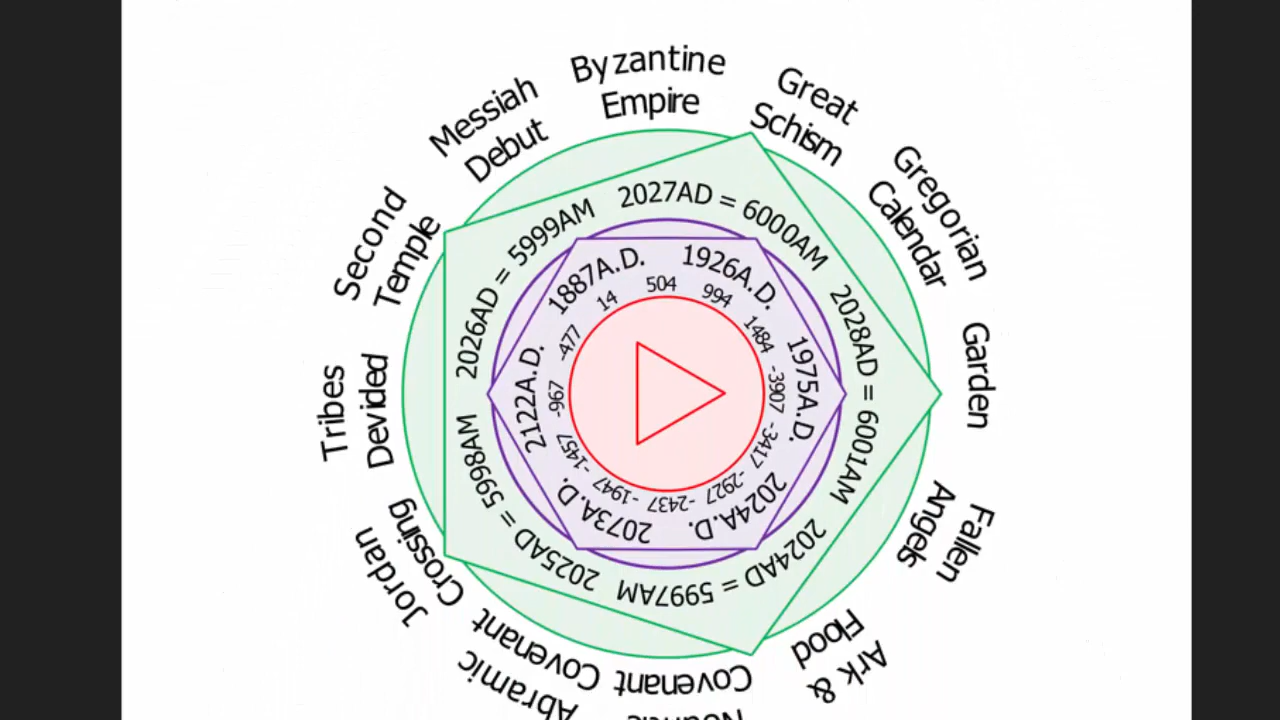 Byzantine
Empire
Great
Schism
Gregorian
Calendar
Garden
Fallen
Angels
Ark &
Flood
Covenant
Abramic
Covenant
Jordan
Crossing
Tribes
Devided
Second
Temple
Messiah
Debut
2027AD = 6000AM
2028AD = 6001AM
2024AD = 5997AM
2025AD = 5998AM
2026AD = 5999AM
1887A.D.
1926A.D.
1975A.D.
2024A.D.
2073A.D.
2122A.D.
504
994
1484
-3907
-3417
-2927
-2437
-1947
-1457
-967
-477
14